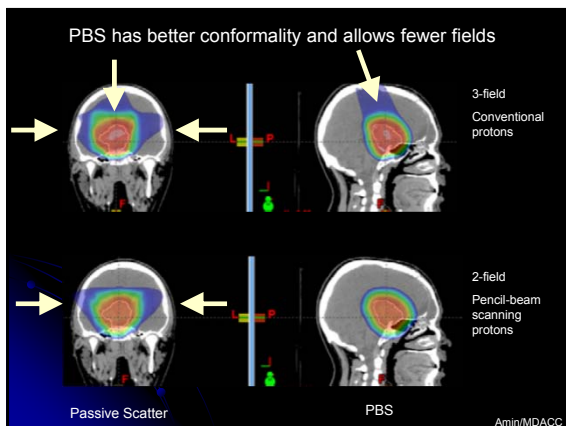 PBS has better conformality and allows fewer fields
3-field
Conventional
protons
L P
F
F
2-field
Pencil-beam
scanning
protons
L P
F
Passive Scatter
PBS
Amin/MDACC